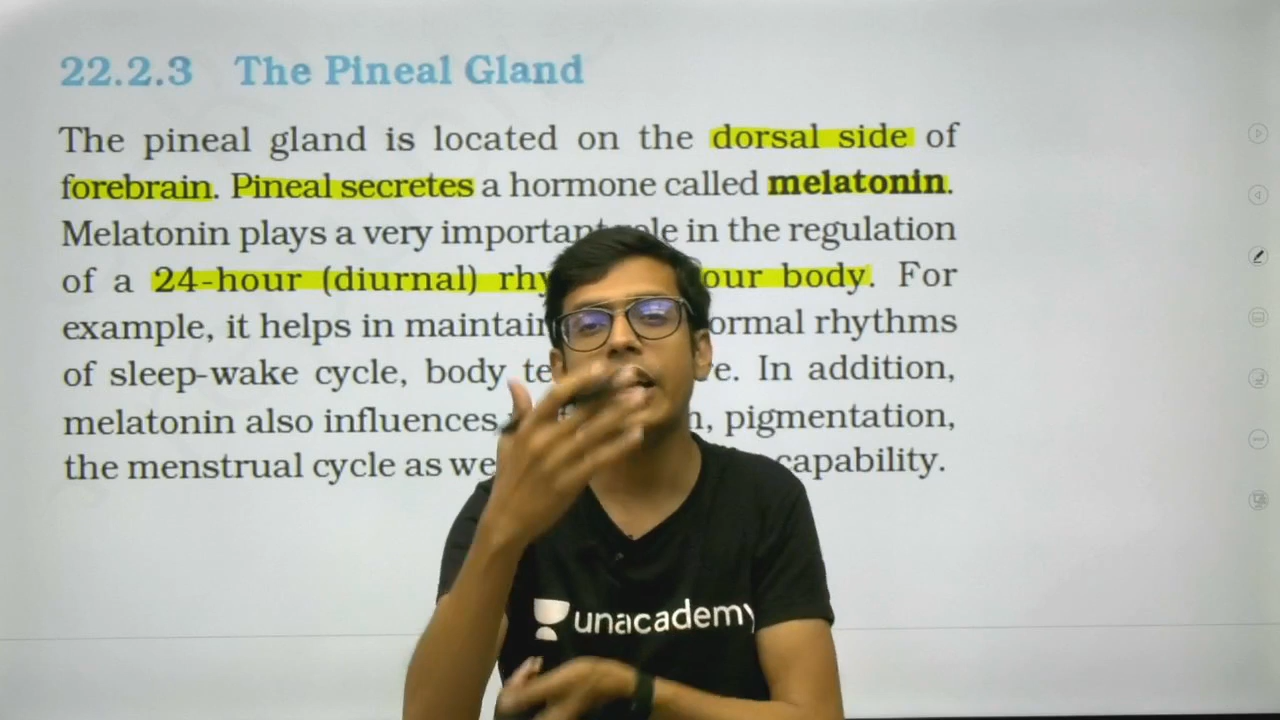 22.2.3 The Pineal Gland
The pineal gland is located on the dorsal side of
forebrain. Pineal secretes a hormone called melatonin.
Melatonin plays a very important role in the regulation
of a 24-hour (diurnal) our body. For
example, it helps in rhythms
of sleep-wake cycle, body In addition,
melatonin also influences pigmentation,
the menstrual cycle as capability.
unacademy